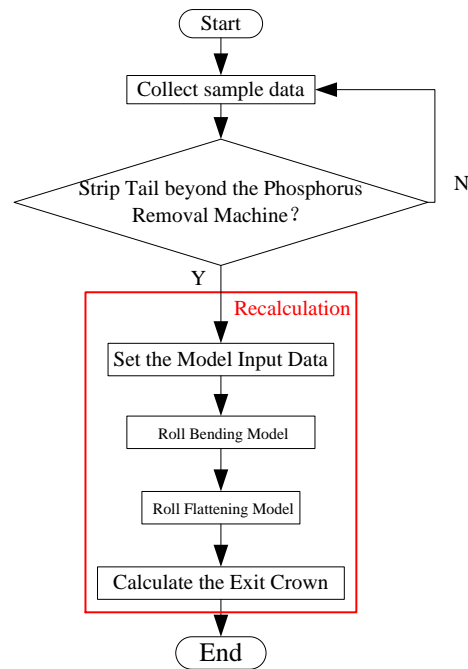 Start
Collect sample data
Strip Tail beyond the Phosphorus
Removal Machine？
N
Y
Recalculation
Set the Model Input Data
Roll Bending Model
Roll Flattening Model
Calculate the Exit Crown
End